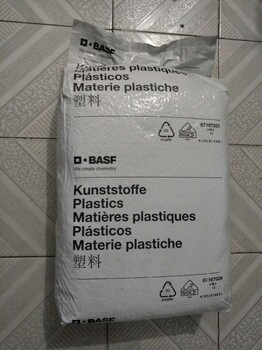 BASF
Matières plastiques
Plásticos
Materie plastiche
塑料
BASF
We create chemistry
Kunststoffe
Plastics
Matières plastiques
Plásticos
Materie plastiche
塑料
BASF